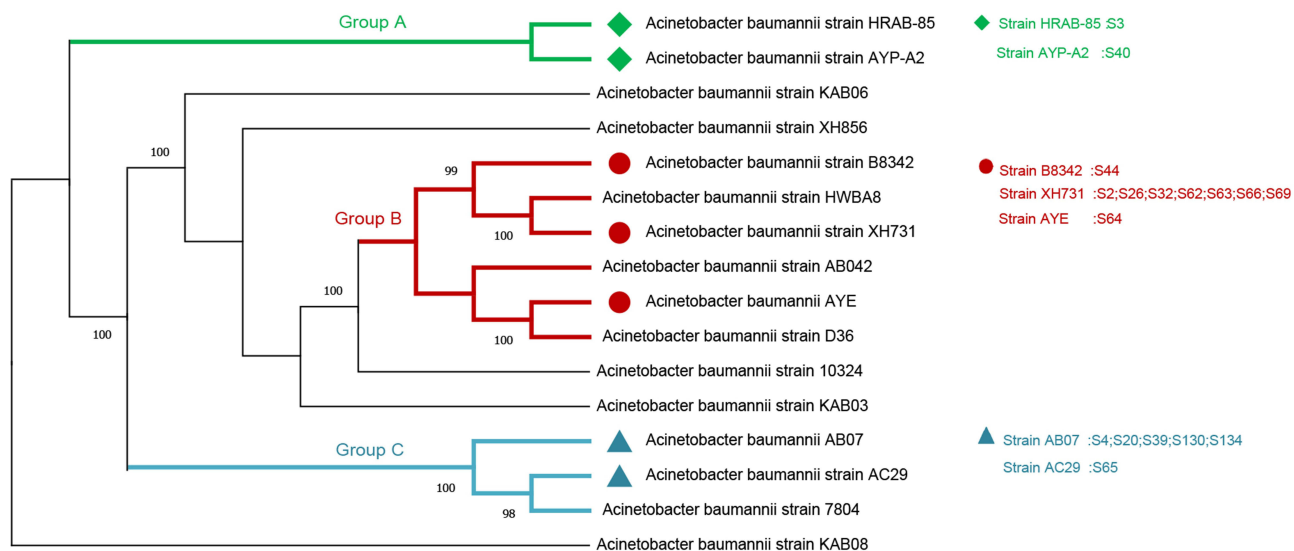 Group A
Acinetobacter baumannii strain HRAB-85
Strain HRAB-85 :S3
Acinetobacter baumannii strain AYP-A2
Strain AYP-A2 :S40
Acinetobacter baumannii strain KAB06
Acinetobacter baumannii strain XH856
100
99
Acinetobacter baumannii strain B8342
Strain B8342 :S44
Acinetobacter baumannii strain HWBA8
Strain XH731 :S2;S26;S32;S62;S63;S66;S69
Group B
100
Acinetobacter baumannii strain XH731
Strain AYE :S64
Acinetobacter baumannii strain AB042
100
Acinetobacter baumannii AYE
100
100
Acinetobacter baumannii strain D36
Acinetobacter baumannii strain 10324
Acinetobacter baumannii strain KAB03
Group C
Acinetobacter baumannii AB07
Strain AB07 :S4;S20;S39;S130;S134
Acinetobacter baumannii strain AC29
Strain AC29 :S65
100
98
Acinetobacter baumannii strain 7804
Acinetobacter baumannii strain KAB08